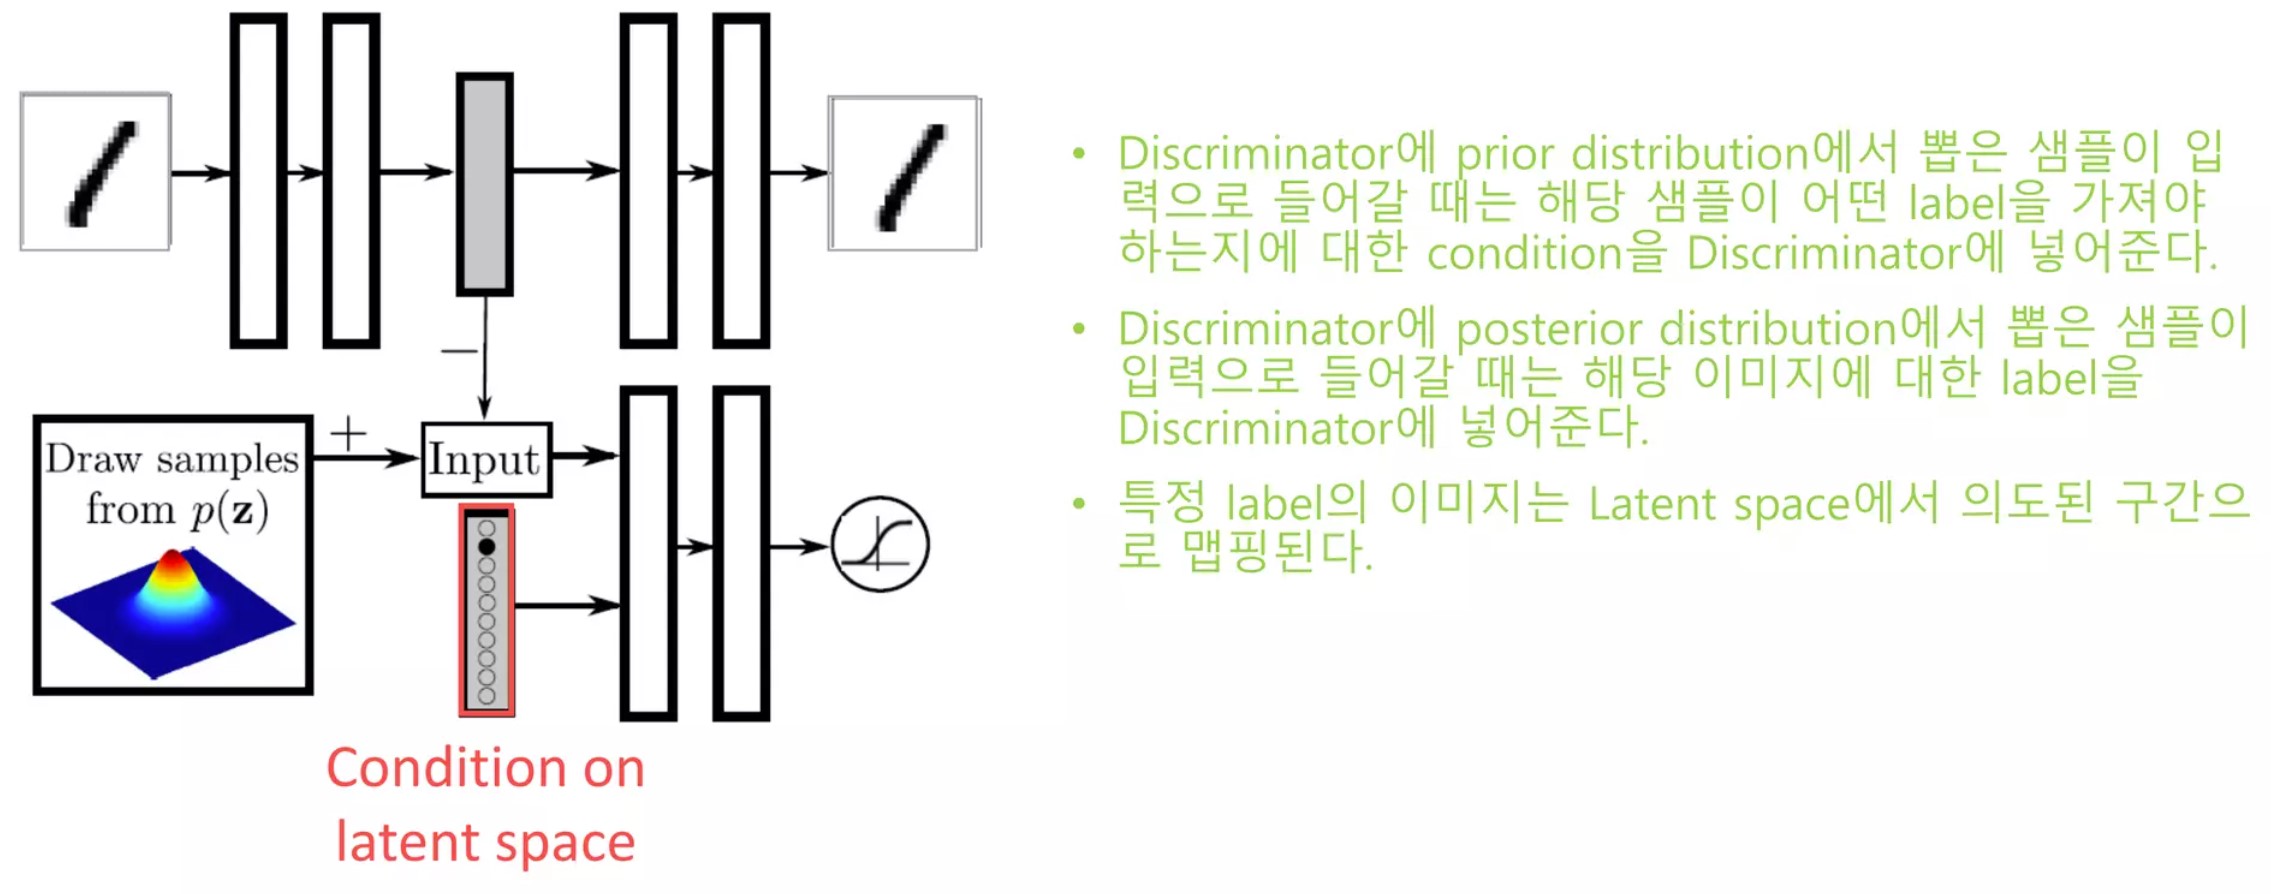 • Discriminator에 prior distribution에서 뽑은 샘플이 입
력으로 들어갈 때는 해당 샘플이 어떤 label을 가져야
하는지에 대한 condition을 Discriminator에 넣어준다.
• Discriminator에 posterior distribution에서 뽑은 샘플이
입력으로 들어갈 때는 해당 이미지에 대한 label을
Discriminator에 넣어준다.
• 특정 label의 이미지는 Latent space에서 의도된 구간으
로 맵핑된다.
−
+
Draw samples
from p(z)
Input
Condition on
latent space